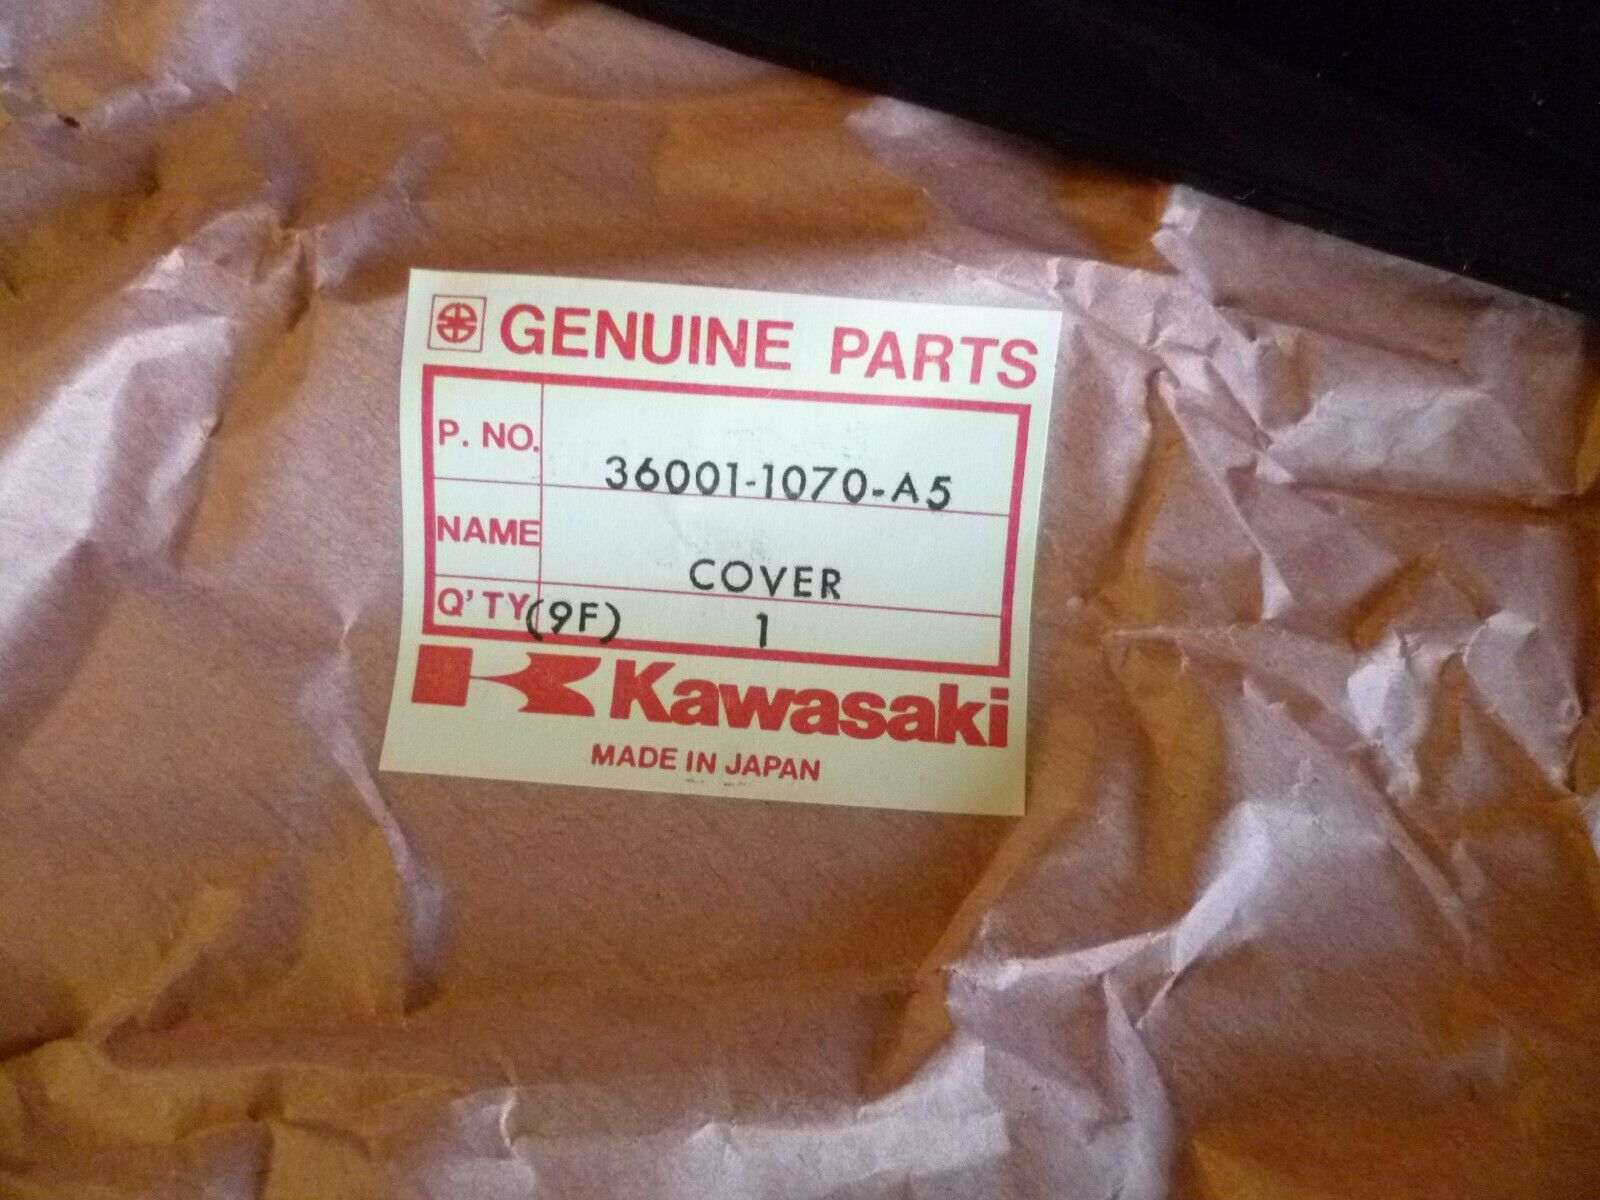 GENUINE PARTS
P. NO. 36001-1070-A5
NAME COVER
Q'TY (9F) 1
Kawasaki
MADE IN JAPAN